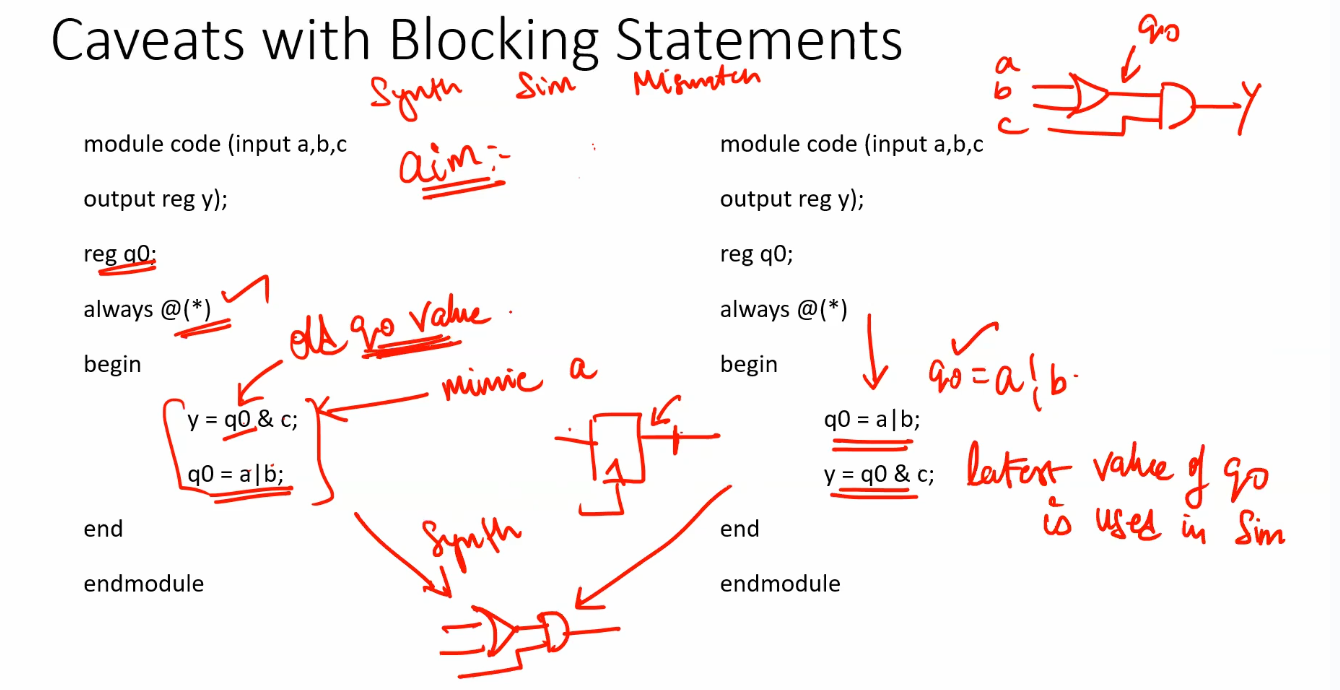 Caveats with Blocking Statements
Synth Sim Mismatch
aim:-
module code (input a,b,c
output reg y);
reg q0;
always @(*)
old q0 value.
begin
mimic a
y = q0 & c;
q0 = a|b;
Synth
end
endmodule
q0
a
b
c
y
module code (input a,b,c
output reg y);
reg q0;
always @(*)
q0 = a|b.
begin
q0 = a|b;
y = q0 & c;
latest value of q0
is used in Sim
end
endmodule